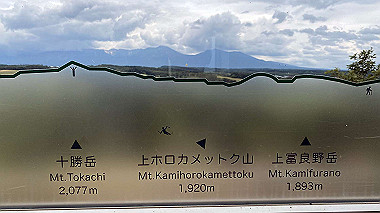 十勝岳
Mt.Tokachi
2,077m
上ホロカメットク山
Mt.Kamihorokamettoku
1,920m
上富良野岳
Mt.Kamifurano
1,893m